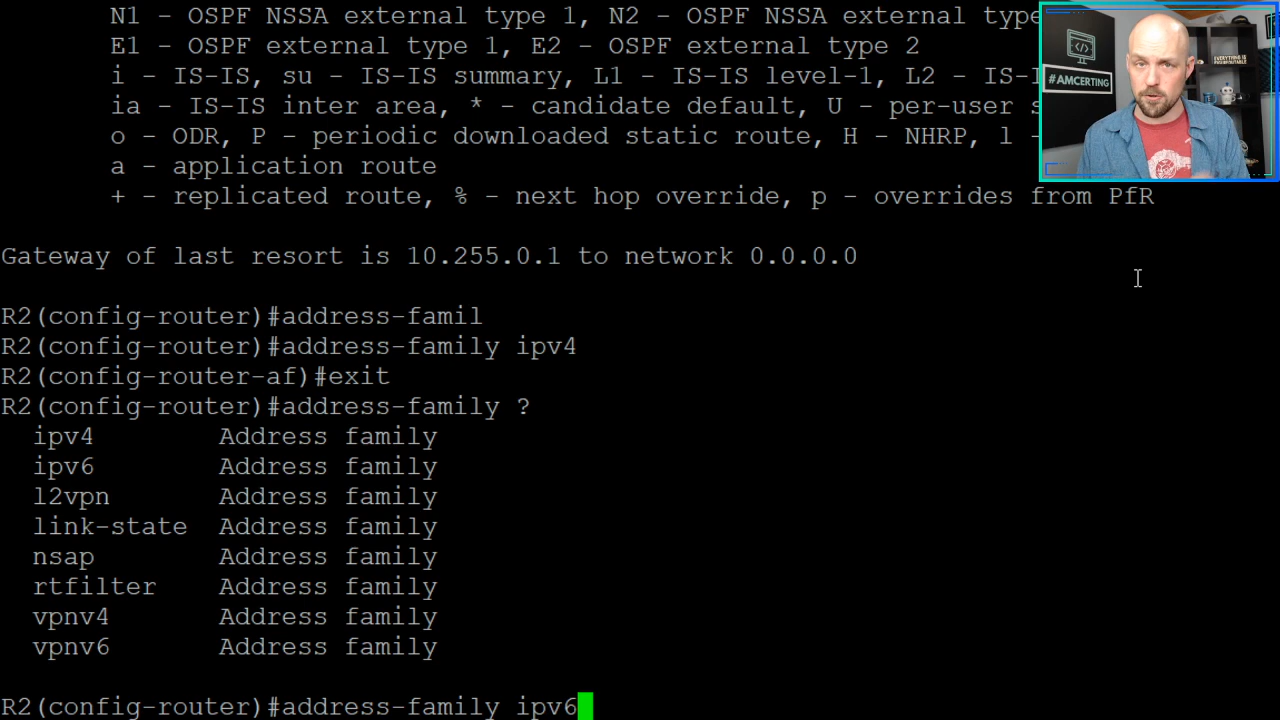 N1 - OSPF NSSA external type 1, N2 - OSPF NSSA external type
E1 - OSPF external type 1, E2 - OSPF external type 2
i - IS-IS, su - IS-IS summary, L1 - IS-IS level-1, L2 - IS-I
ia - IS-IS inter area, * - candidate default, U - per-user s
o - ODR, P - periodic downloaded static route, H - NHRP, l -
a - application route
+ - replicated route, % - next hop override, p - overrides from PfR
#AMCERTING
EVERYTHING IS
Gateway of last resort is 10.255.0.1 to network 0.0.0.0
R2(config-router)#address-famil
R2(config-router)#address-family ipv4
R2(config-router-af)#exit
R2(config-router)#address-family ?
ipv4 Address family
ipv6 Address family
l2vpn Address family
link-state Address family
nsap Address family
rtfilter Address family
vpnv4 Address family
vpnv6 Address family
R2(config-router)#address-family ipv6